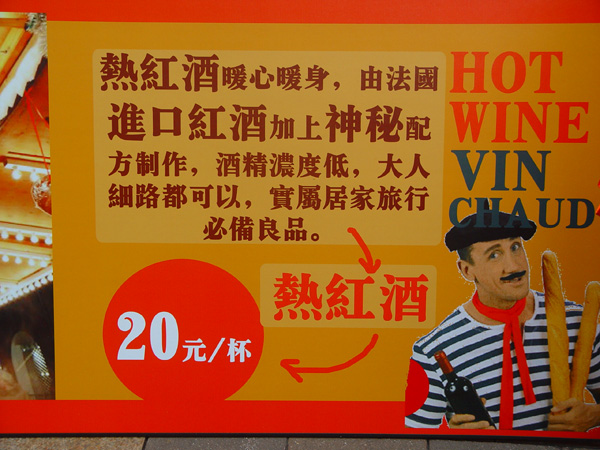 熱紅酒暖心暖身，由法國
進口紅酒加上神秘配
方制作，酒精濃度低，大人
細路都可以，實屬居家旅行
必備良品。
熱紅酒
20元/杯
HOT
WINE
VIN
CHAUD